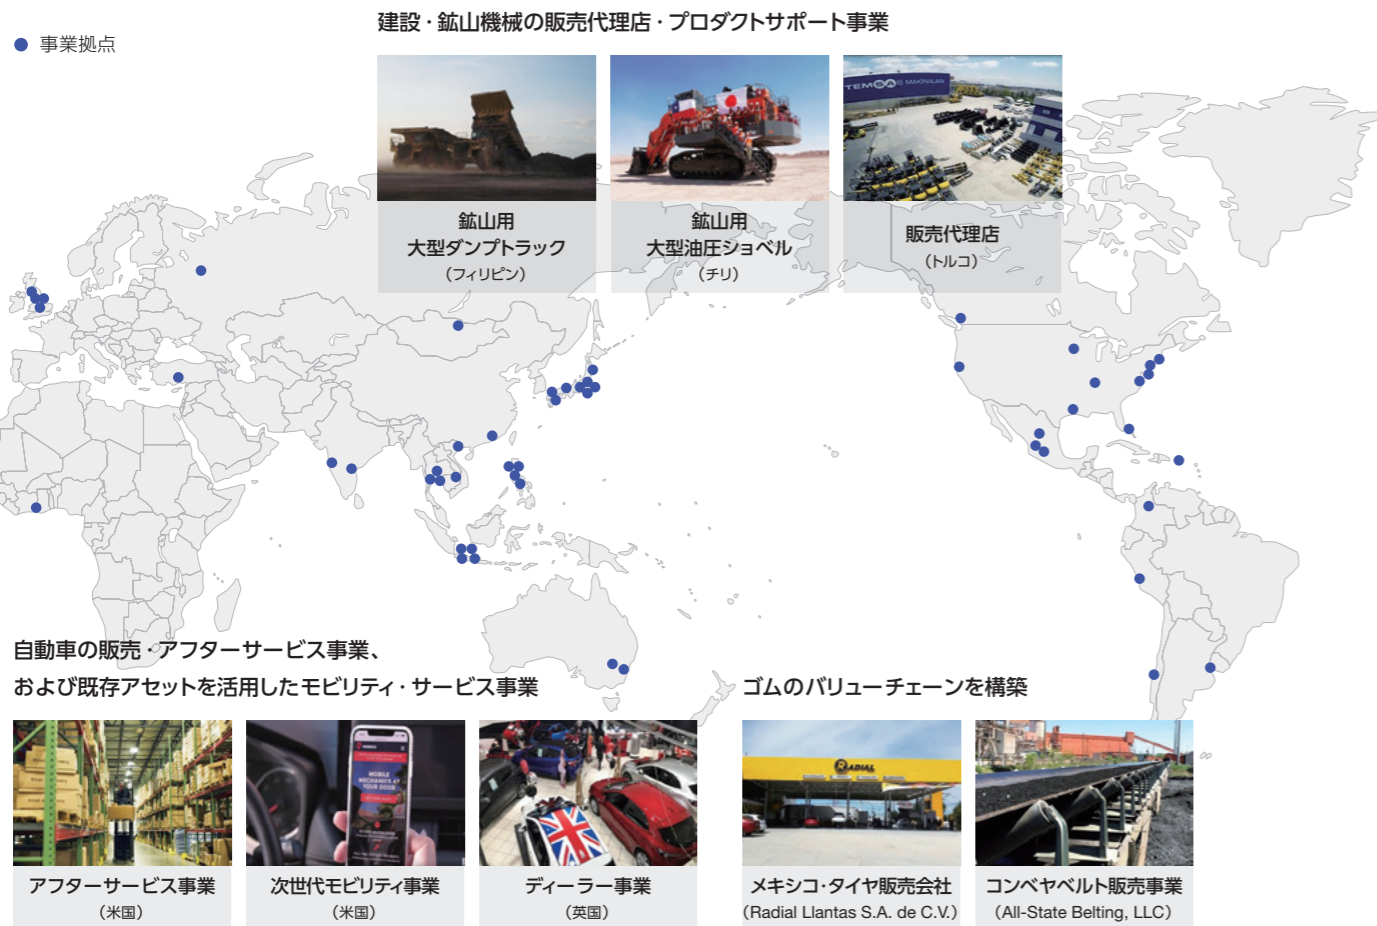 建設・鉱山機械の販売代理店・プロダクトサポート事業
事業拠点
TEMSAS MAKINALARI
鉱山用
大型ダンプトラック
（フィリピン）
鉱山用
大型油圧ショベル
（チリ）
販売代理店
（トルコ）
自動車の販売・アフターサービス事業、
および既存アセットを活用したモビリティ・サービス事業
ゴムのバリューチェーンを構築
MOBILE
MECHANICS AT
YOUR DOOR
RADIAL
アフターサービス事業
（米国）
次世代モビリティ事業
（米国）
ディーラー事業
（英国）
メキシコ・タイヤ販売会社
（Radial Llantas S.A. de C.V.）
コンベヤベルト販売事業
（All-State Belting, LLC）